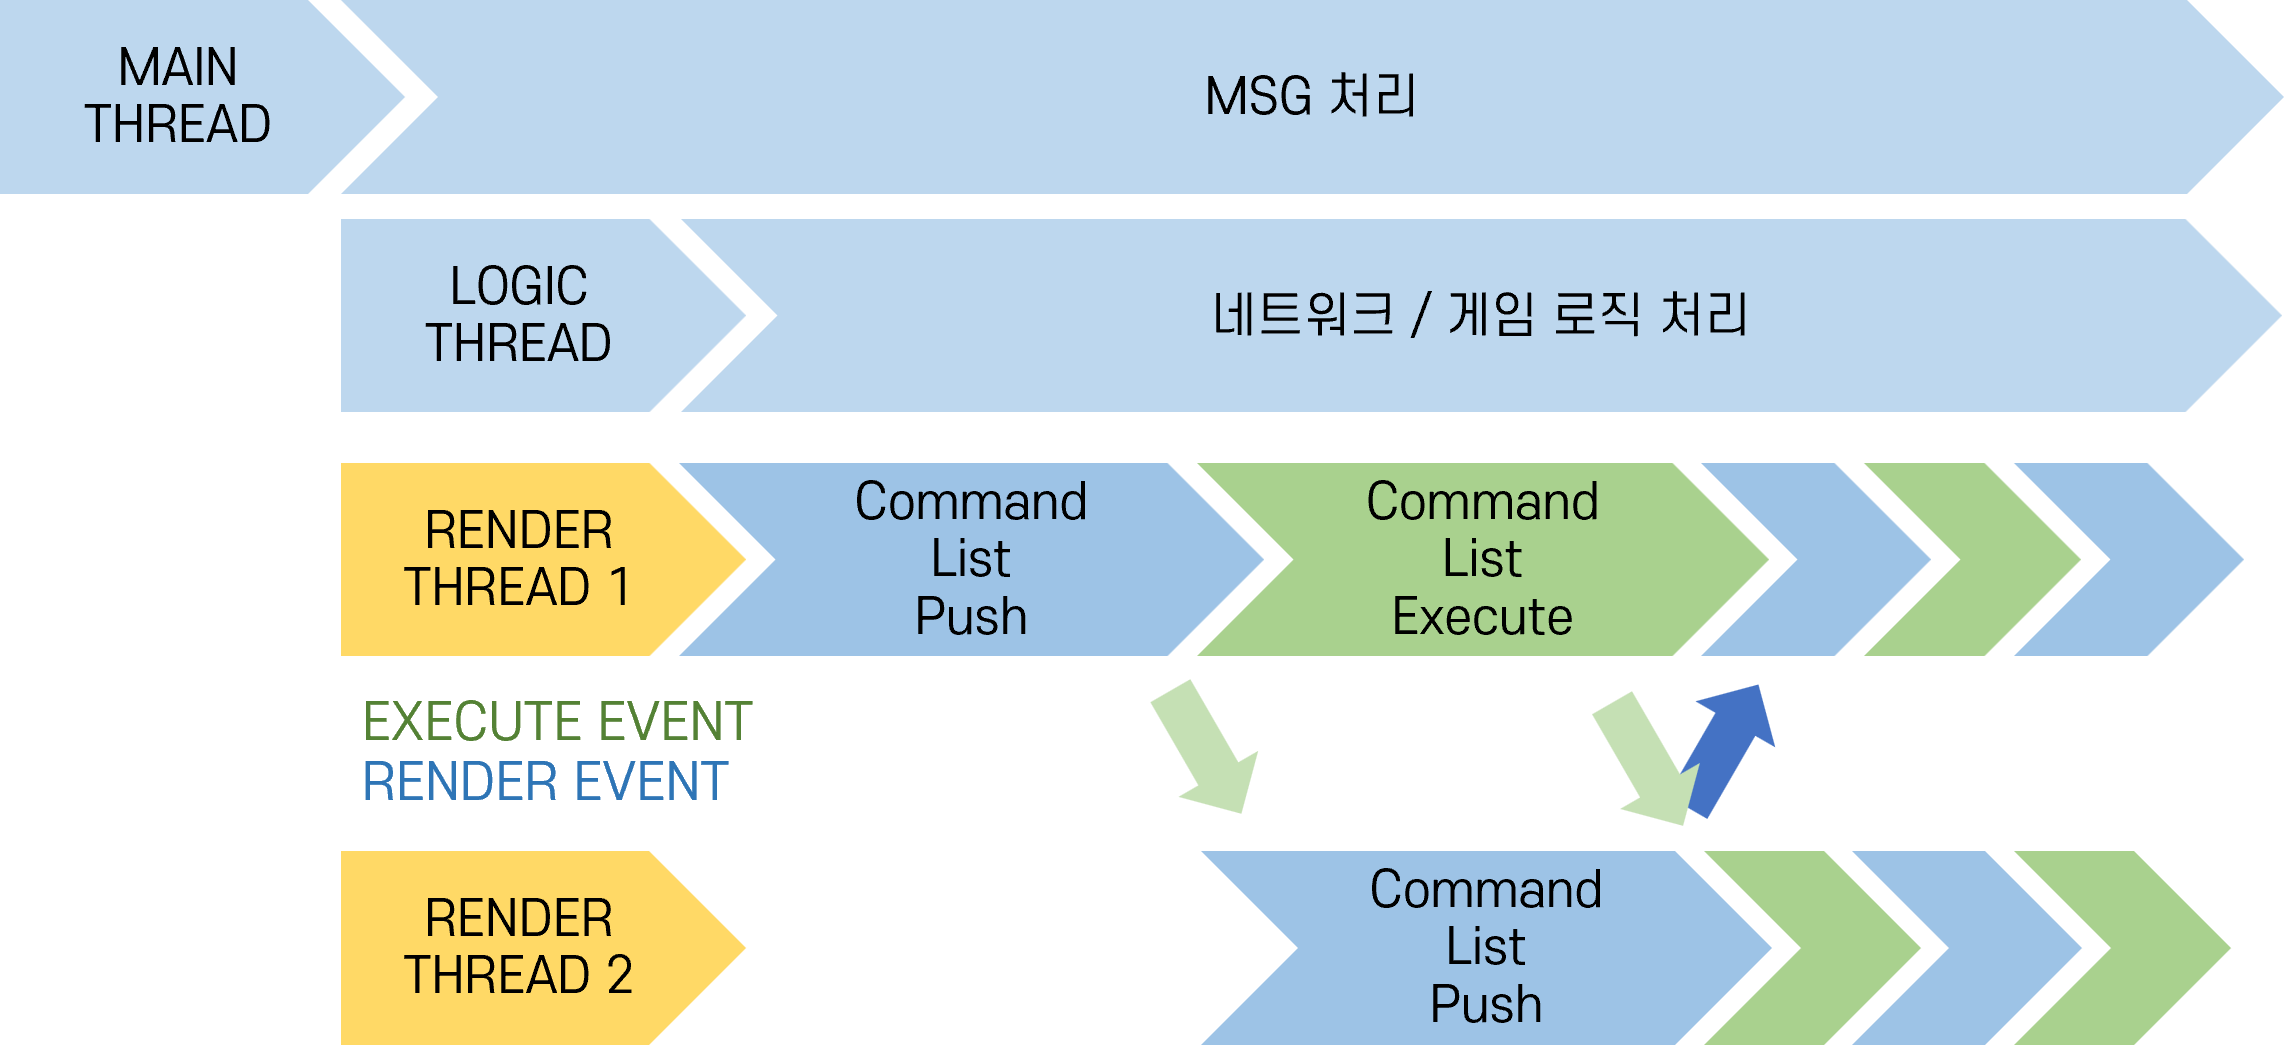 MAIN
THREAD
MSG 처리
LOGIC
THREAD
네트워크 / 게임 로직 처리
RENDER
THREAD 1
Command
List
Push
Command
List
Execute
EXECUTE EVENT
RENDER EVENT
RENDER
THREAD 2
Command
List
Push